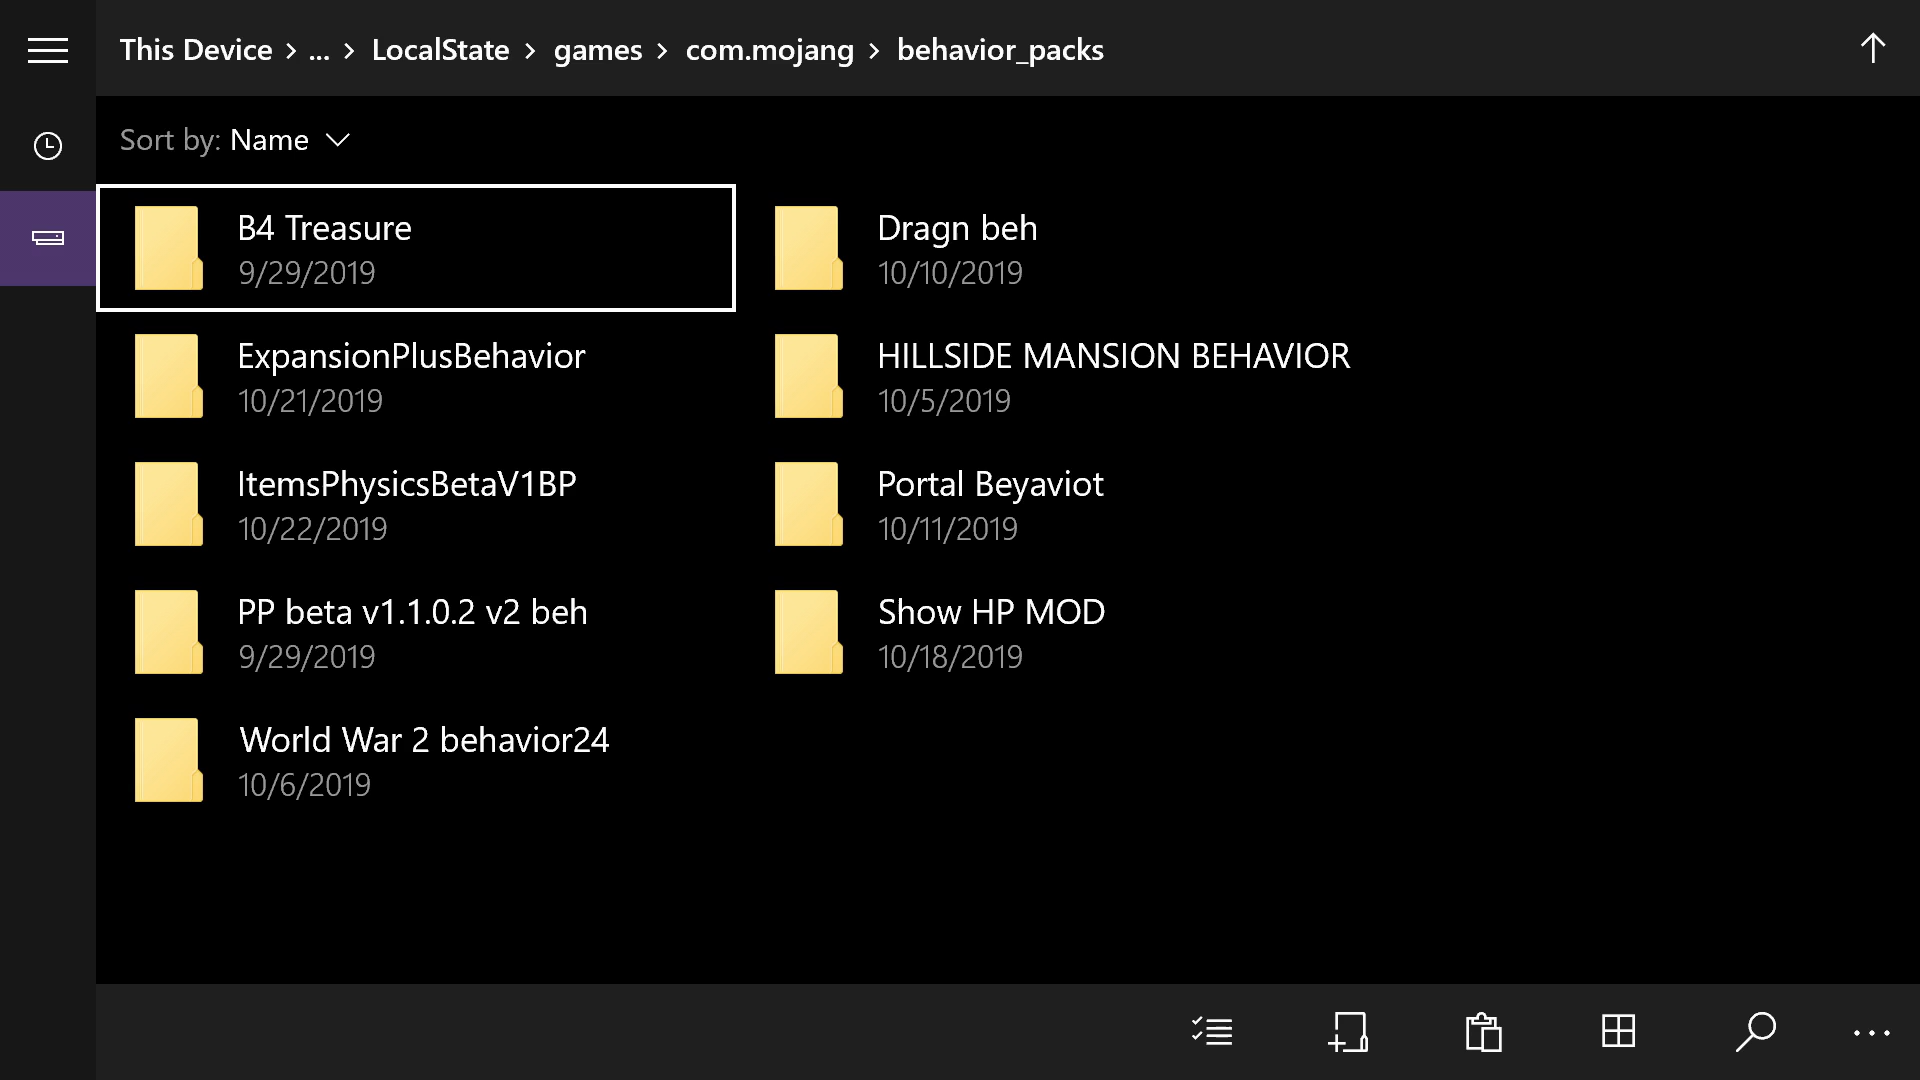 This Device > ... > LocalState > games > com.mojang > behavior_packs
Sort by: Name
B4 Treasure
9/29/2019
Dragn beh
10/10/2019
ExpansionPlusBehavior
10/21/2019
HILLSIDE MANSION BEHAVIOR
10/5/2019
ItemsPhysicsBetaV1BP
10/22/2019
Portal Beyaviot
10/11/2019
PP beta v1.1.0.2 v2 beh
9/29/2019
Show HP MOD
10/18/2019
World War 2 behavior24
10/6/2019